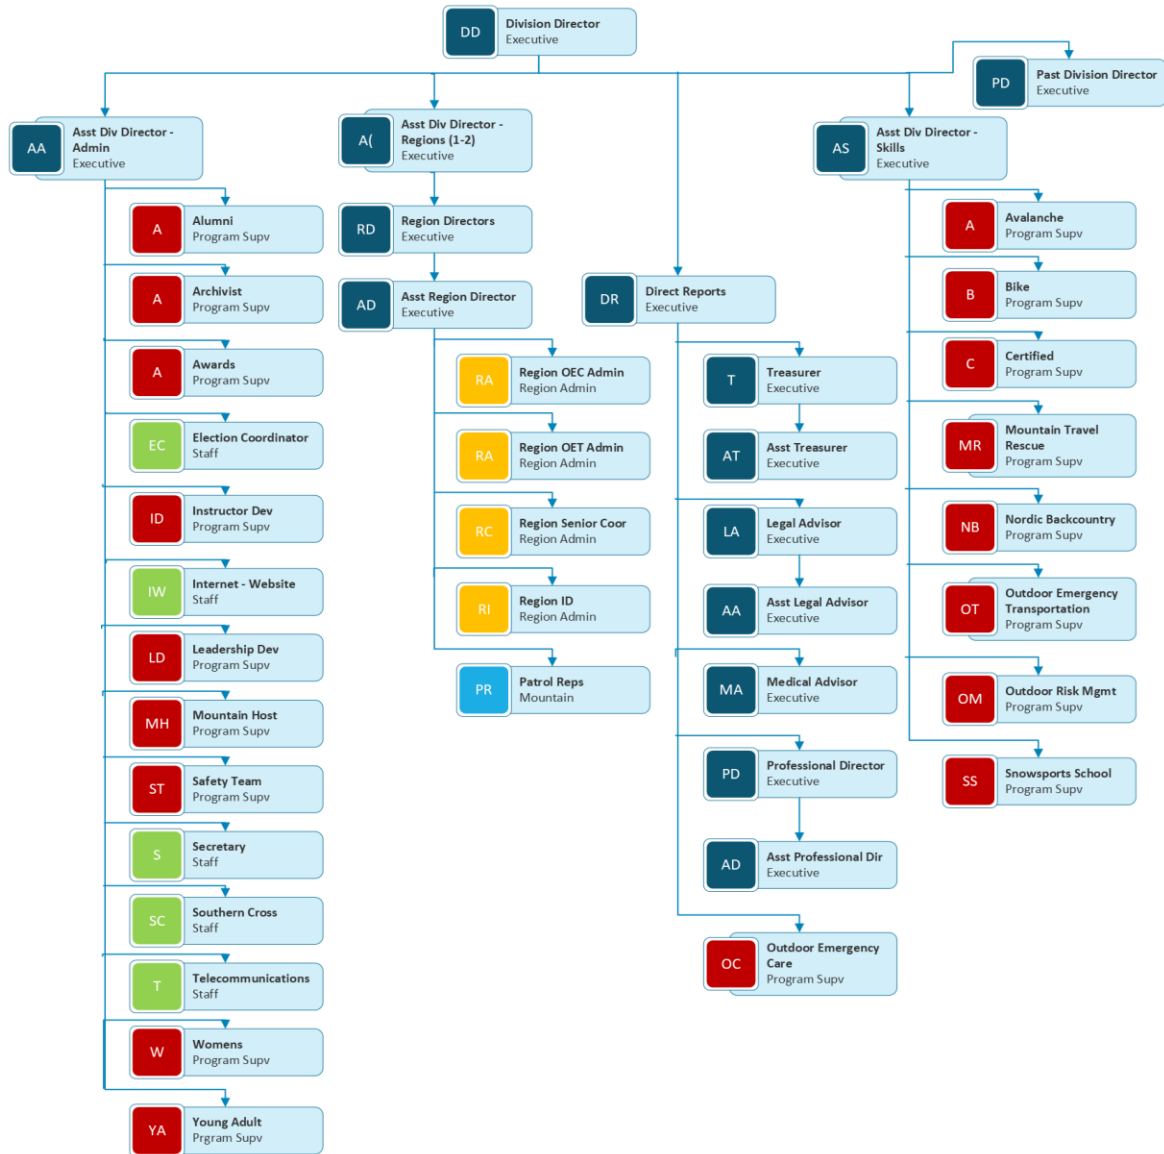 DD
Division Director
Executive
PD
Past Division Director
Executive
AA
Asst Div Director -
Admin
Executive
A(
Asst Div Director -
Regions (1-2)
Executive
AS
Asst Div Director -
Skills
Executive
A
Alumni
Program Supv
A
Archivist
Program Supv
A
Awards
Program Supv
EC
Election Coordinator
Staff
ID
Instructor Dev
Program Supv
IW
Internet - Website
Staff
LD
Leadership Dev
Program Supv
MH
Mountain Host
Program Supv
ST
Safety Team
Program Supv
S
Secretary
Staff
SC
Southern Cross
Staff
T
Telecommunications
Staff
W
Womens
Program Supv
YA
Young Adult
Prgram Supv
RD
Region Directors
Executive
AD
Asst Region Director
Executive
RA
Region OEC Admin
Region Admin
RA
Region OET Admin
Region Admin
RC
Region Senior Coor
Region Admin
RI
Region ID
Region Admin
PR
Patrol Reps
Mountain
DR
Direct Reports
Executive
T
Treasurer
Executive
AT
Asst Treasurer
Executive
LA
Legal Advisor
Executive
AA
Asst Legal Advisor
Executive
MA
Medical Advisor
Executive
PD
Professional Director
Executive
AD
Asst Professional Dir
Executive
OC
Outdoor Emergency
Care
Program Supv
A
Avalanche
Program Supv
B
Bike
Program Supv
C
Certified
Program Supv
MR
Mountain Travel
Rescue
Program Supv
NB
Nordic Backcountry
Program Supv
OT
Outdoor Emergency
Transportation
Program Supv
OM
Outdoor Risk Mgmt
Program Supv
SS
Snowsports School
Program Supv